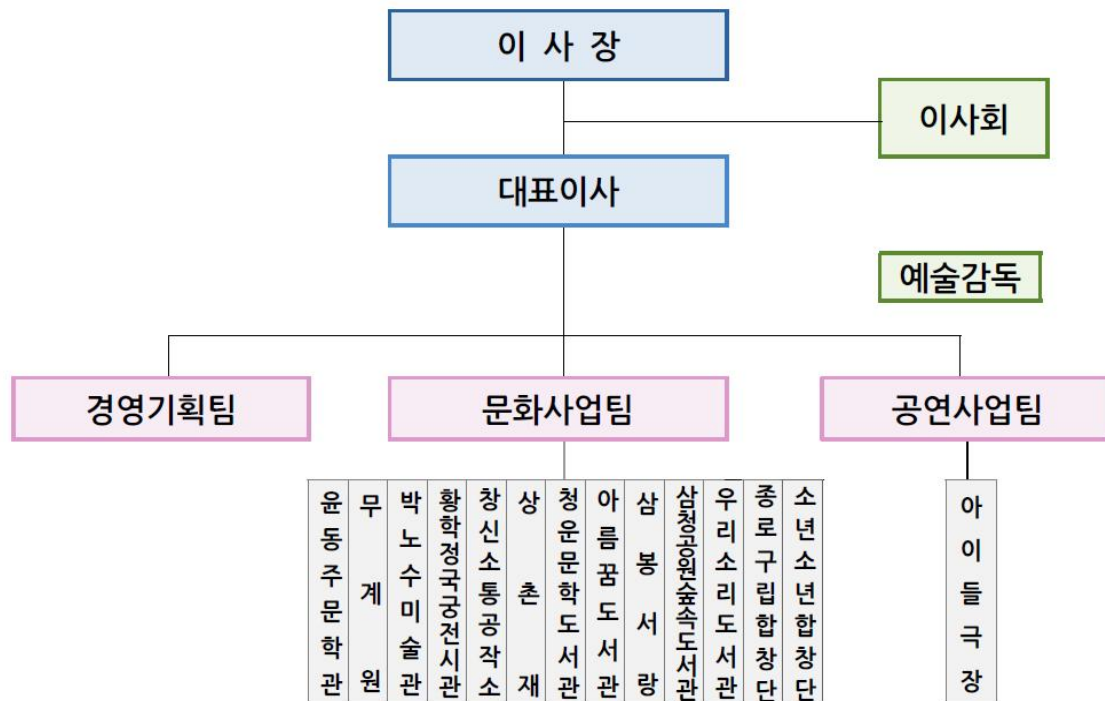 이 사 장
이사회
대표이사
예술감독
경영기획팀
문화사업팀
공연사업팀
윤동주문학관
무계원
박노수미술관
황학정국궁전시관
창신소통공작소
상촌재
청운문학도서관
아름꿈도서관
삼봉서랑
삼청공원숲속도서관
우리소리도서관
종로구립합창단
소년소년합창단
아이들극장